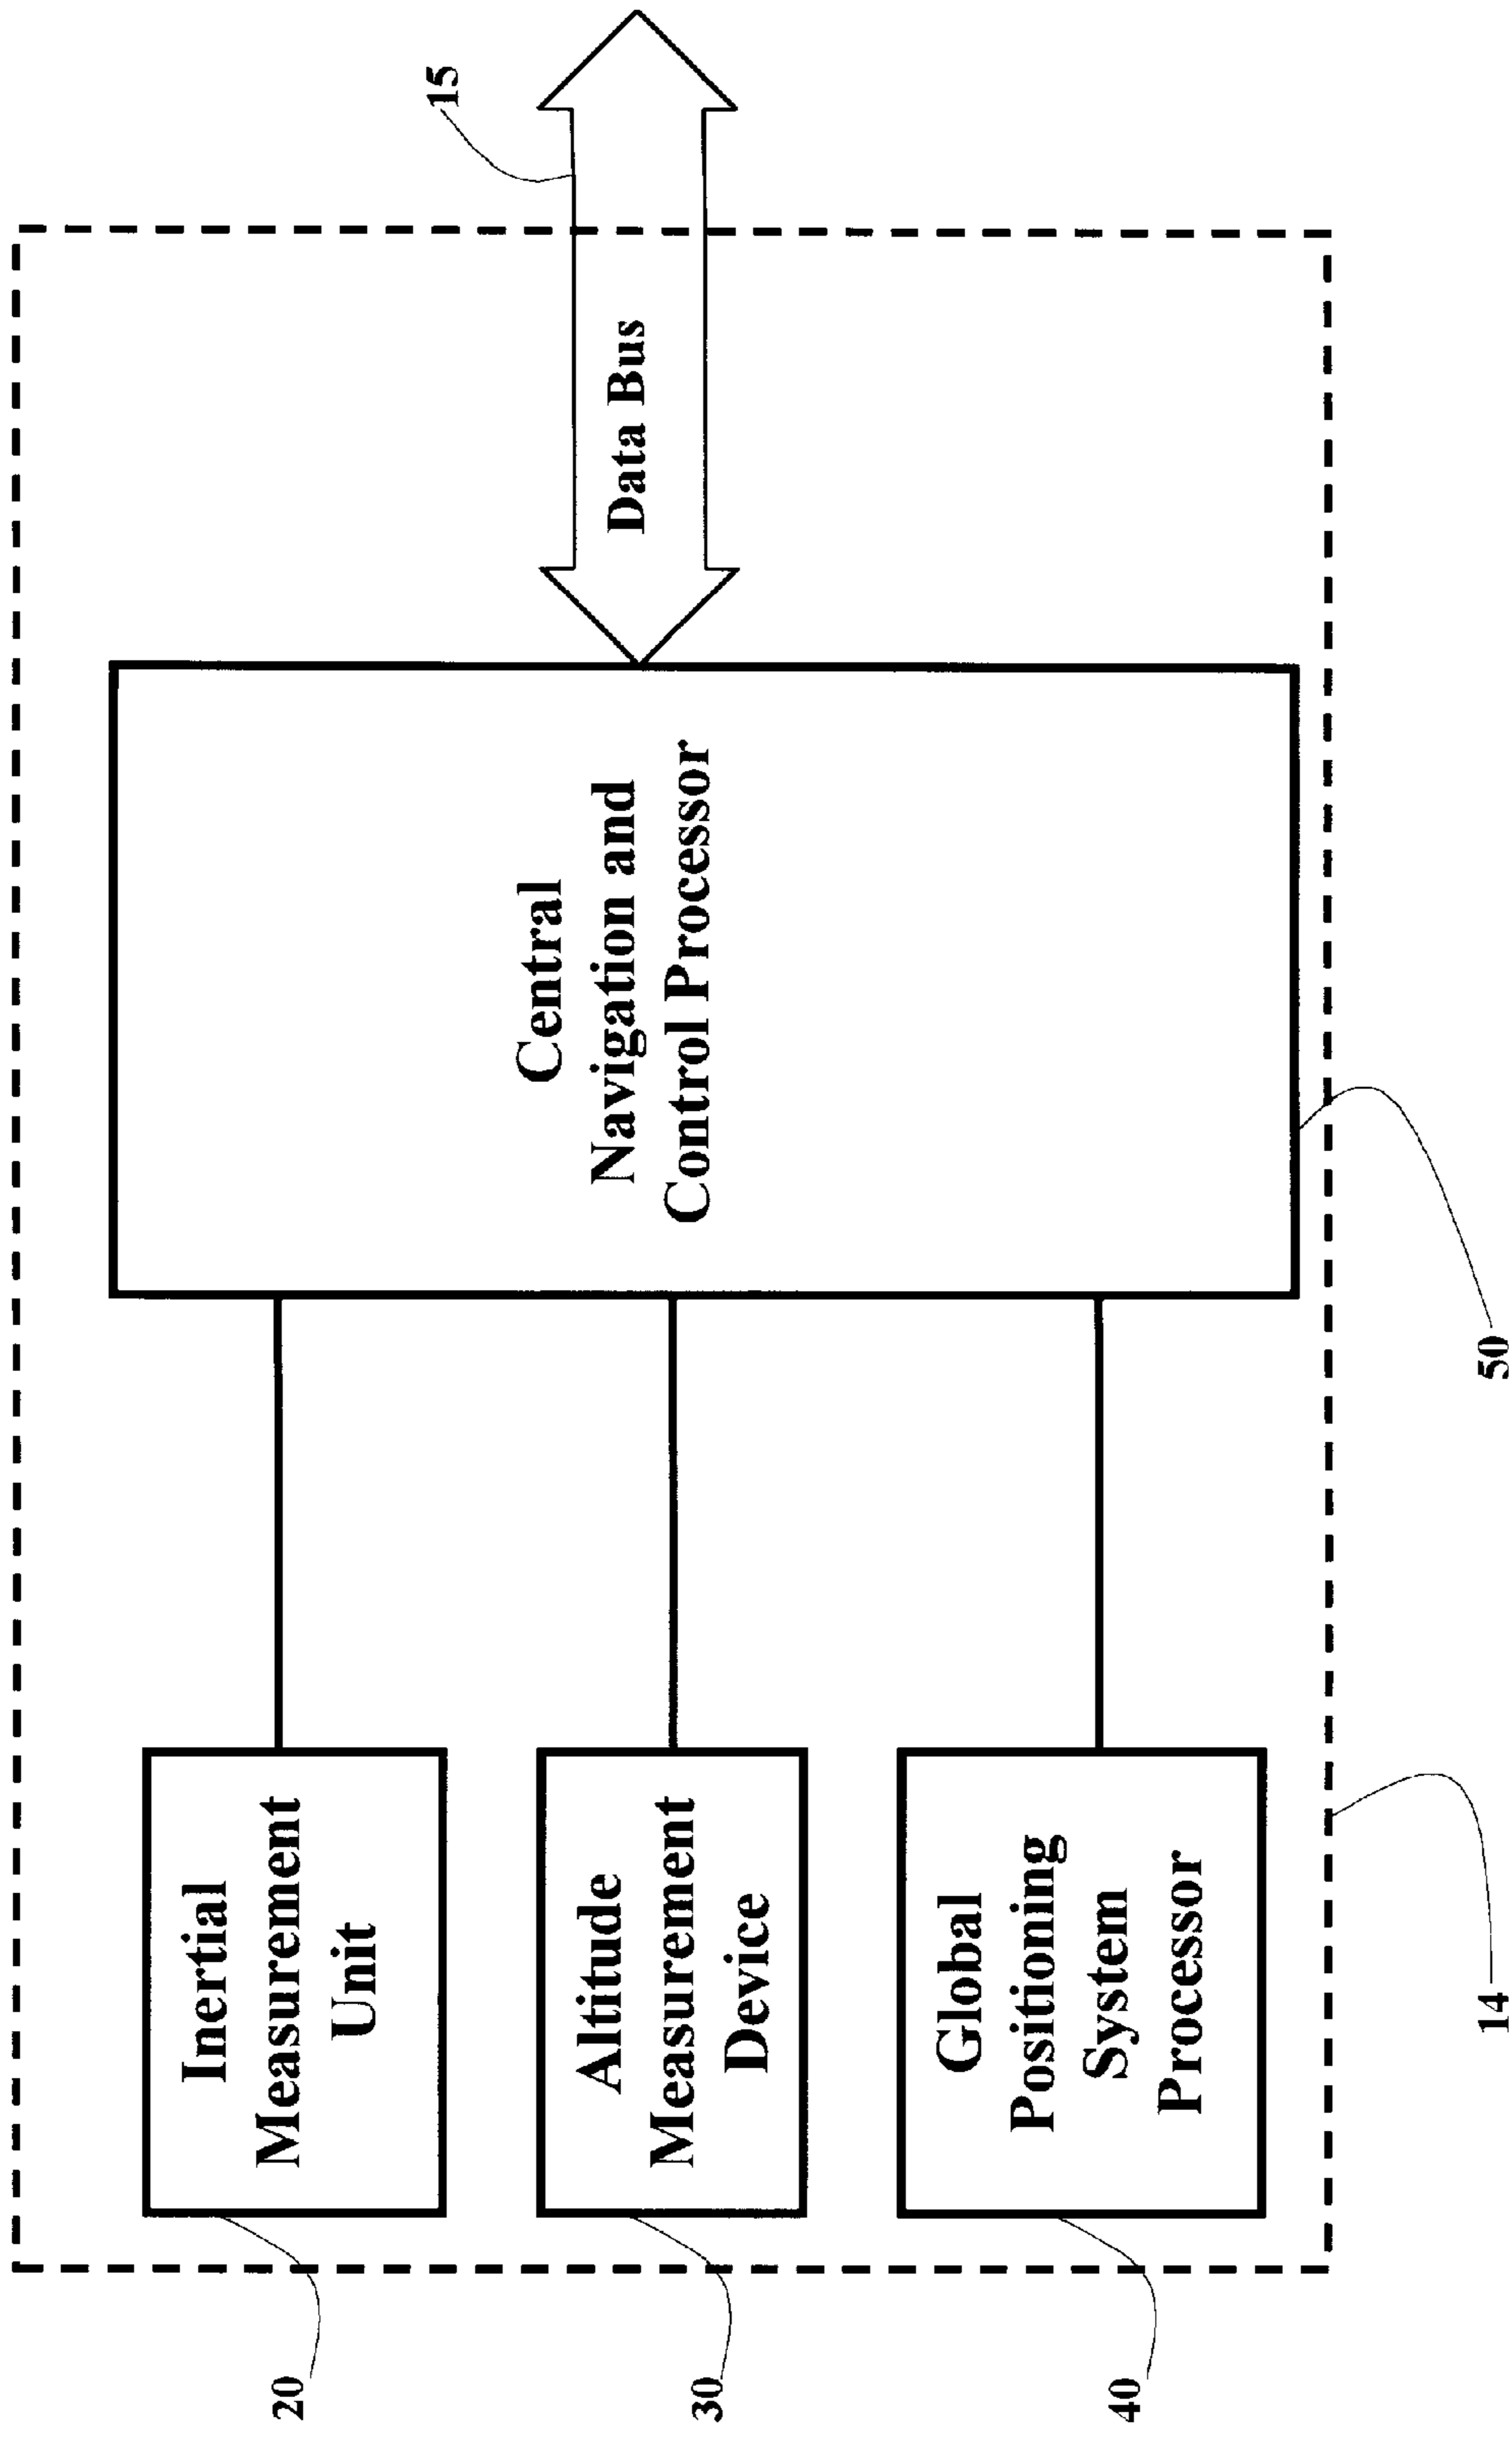 20
Inertial
Measurement
Unit
30
Altitude
Measurement
Device
40
Global
Positioning
System
Processor
Central
Navigation and
Control Processor
Data Bus
15
14
50